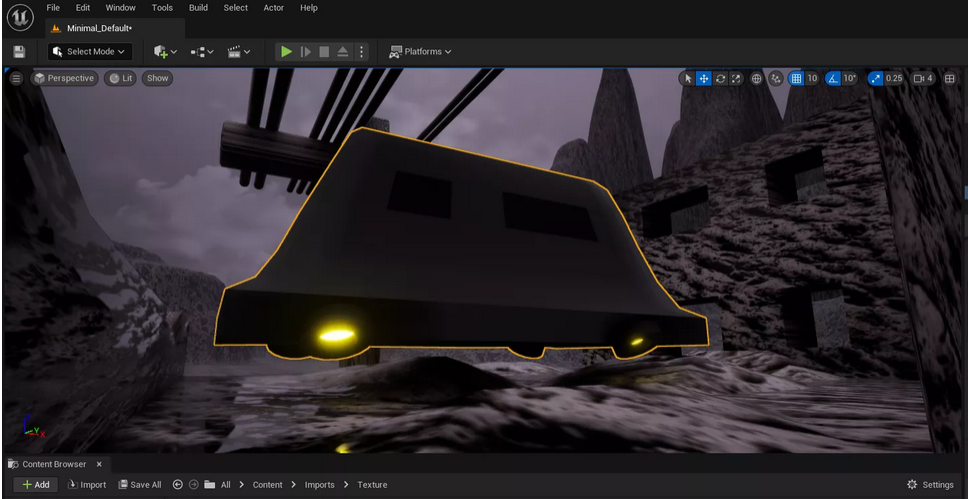 File Edit Window Tools Build Select Actor Help
Minimal_Default•
Select Mode Platforms
Perspective Lit Show 10 10° 0.25 4
Y X
Content Browser ×
+ Add Import Save All All > Content > Imports > Texture Settings